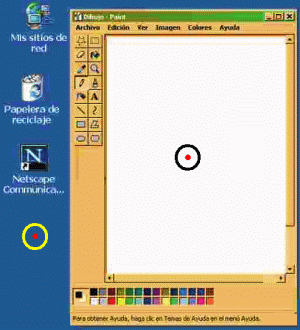 Mis sitios de
red
Papelera de
reciclaje
Netscape
Communica...
Dibujo - Paint
Archivo Edición Ver Imagen Colores Ayuda
A
N
Para obtener Ayuda, haga clic en Temas de Ayuda en el menú Ayuda.